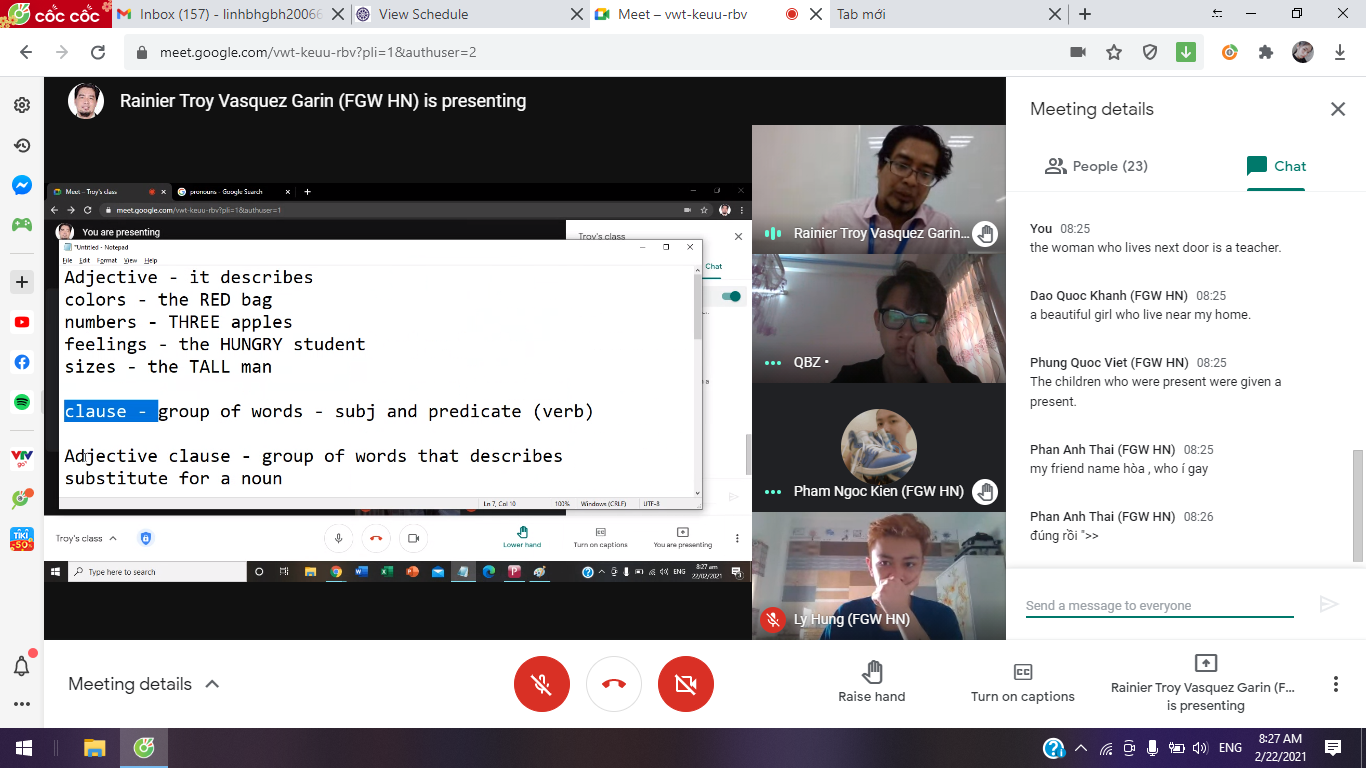 cốc cốc
Inbox (157) - linhbhgbh20066
View Schedule
Meet – vwt-keuu-rbv
Tab mới
meet.google.com/vwt-keuu-rbv?pli=1&authuser=2
Rainier Troy Vasquez Garin (FGW HN) is presenting
Meet - Troy's class
pronouns - Google Search
meet.google.com/vwt-keuu-rbv?pli=1&authuser=1
You are presenting
Troy's class
Chat
*Untitled - Notepad
File Edit Format View Help
Adjective - it describes
colors - the RED bag
numbers - THREE apples
feelings - the HUNGRY student
sizes - the TALL man
clause - group of words - subj and predicate (verb)
Adjective clause - group of words that describes
substitute for a noun
Ln 7, Col 10 100% Windows (CRLF) UTF-8
Troy's class
Lower hand
Turn on captions
You are presenting
Type here to search
ENG
8:27 am
22/02/2021
Rainier Troy Vasquez Garin...
QBZ •
Pham Ngoc Kien (FGW HN)
Ly Hung (FGW HN)
Meeting details
People (23)
Chat
You 08:25
the woman who lives next door is a teacher.
Dao Quoc Khanh (FGW HN) 08:25
a beautiful girl who live near my home.
Phung Quoc Viet (FGW HN) 08:25
The children who were present were given a
present.
Phan Anh Thai (FGW HN) 08:25
my friend name hòa , who í gay
Phan Anh Thai (FGW HN) 08:26
đúng rồi ">>
Send a message to everyone
Meeting details
Raise hand
Turn on captions
Rainier Troy Vasquez Garin (F...
is presenting
VTV
go
TIKI
-50%
ENG
8:27 AM
2/22/2021